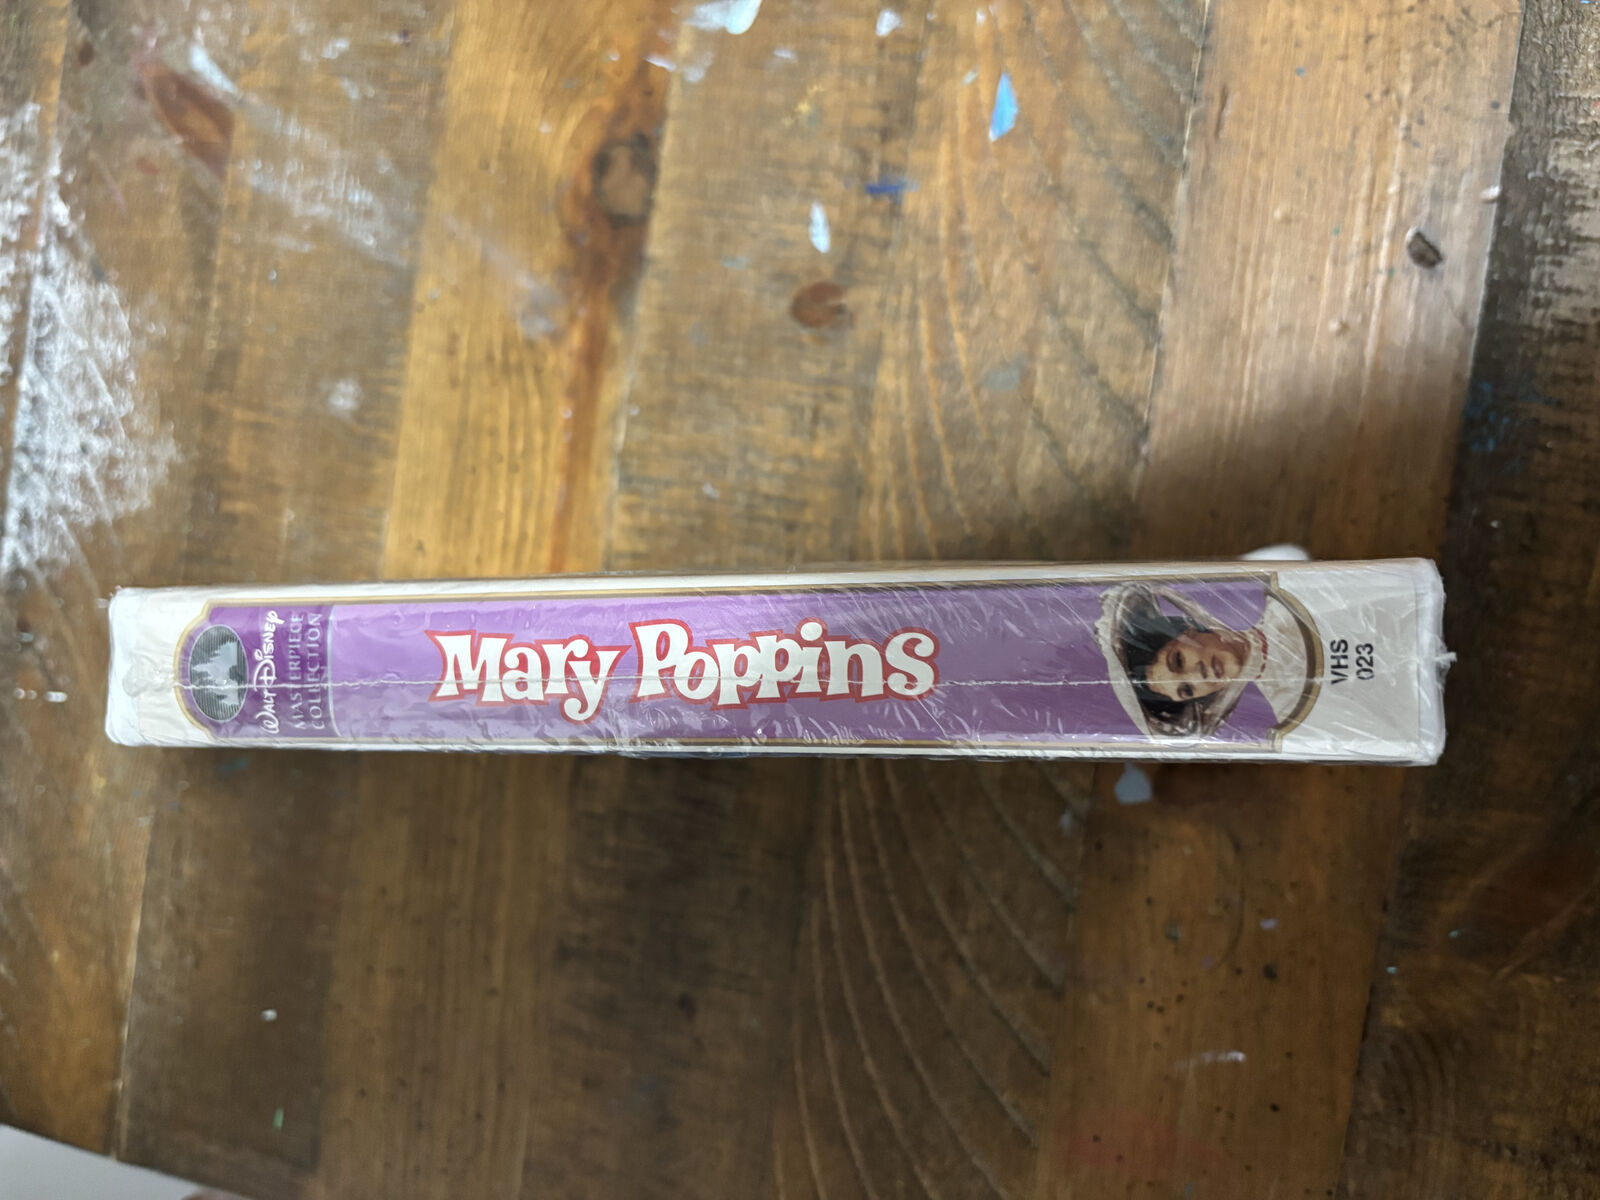 WALT DISNEY
MASTERPIECE
COLLECTION
Mary Poppins
VHS
023